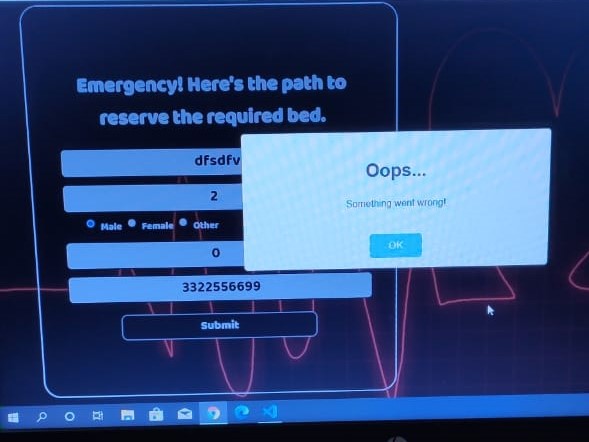 Emergency! Here's the path to
reserve the required bed.
dfsdfv
2
Male Female Other
0
3322556699
Submit
Oops...
Something went wrong!
OK